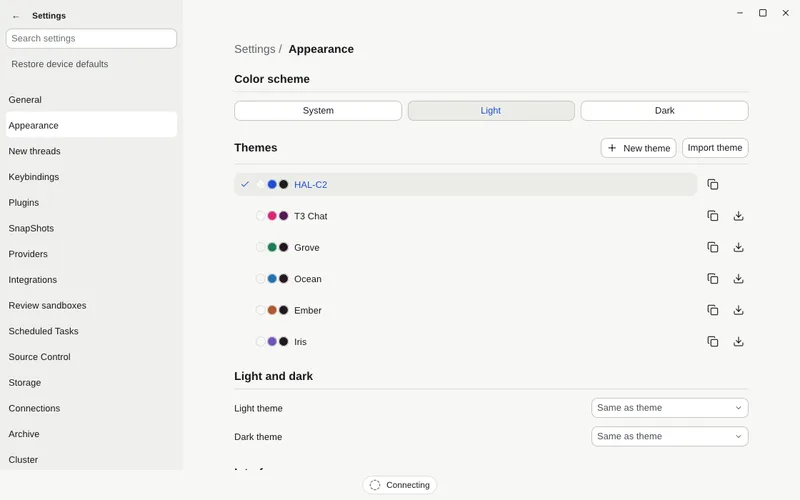 Settings
Search settings
Restore device defaults
General
Appearance
New threads
Keybindings
Plugins
SnapShots
Providers
Integrations
Review sandboxes
Scheduled Tasks
Source Control
Storage
Connections
Archive
Cluster
Settings / Appearance
Color scheme
System Light Dark
Themes New theme Import theme
HAL-C2
T3 Chat
Grove
Ocean
Ember
Iris
Light and dark
Light theme Same as theme
Dark theme Same as theme
Connecting